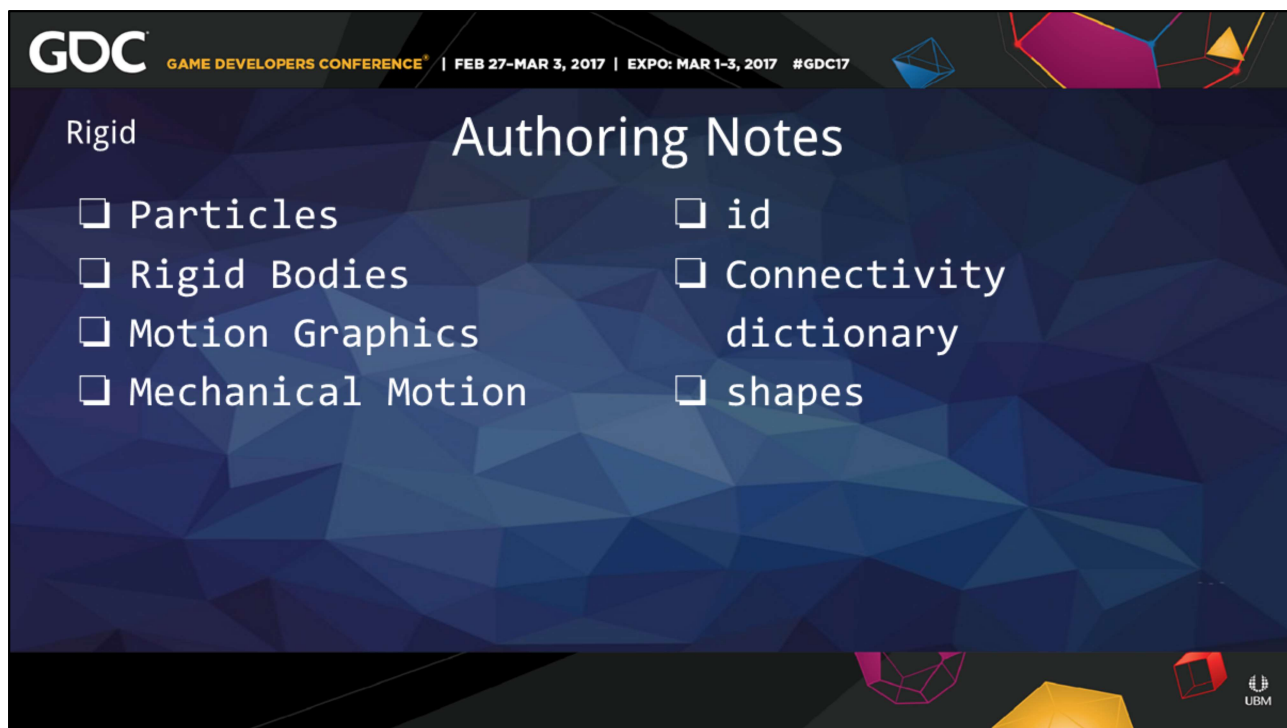 GDC GAME DEVELOPERS CONFERENCE® | FEB 27–MAR 3, 2017 | EXPO: MAR 1–3, 2017 #GDC17
Rigid
Authoring Notes
❏ Particles
❏ Rigid Bodies
❏ Motion Graphics
❏ Mechanical Motion
❏ id
❏ Connectivity
dictionary
❏ shapes
UBM